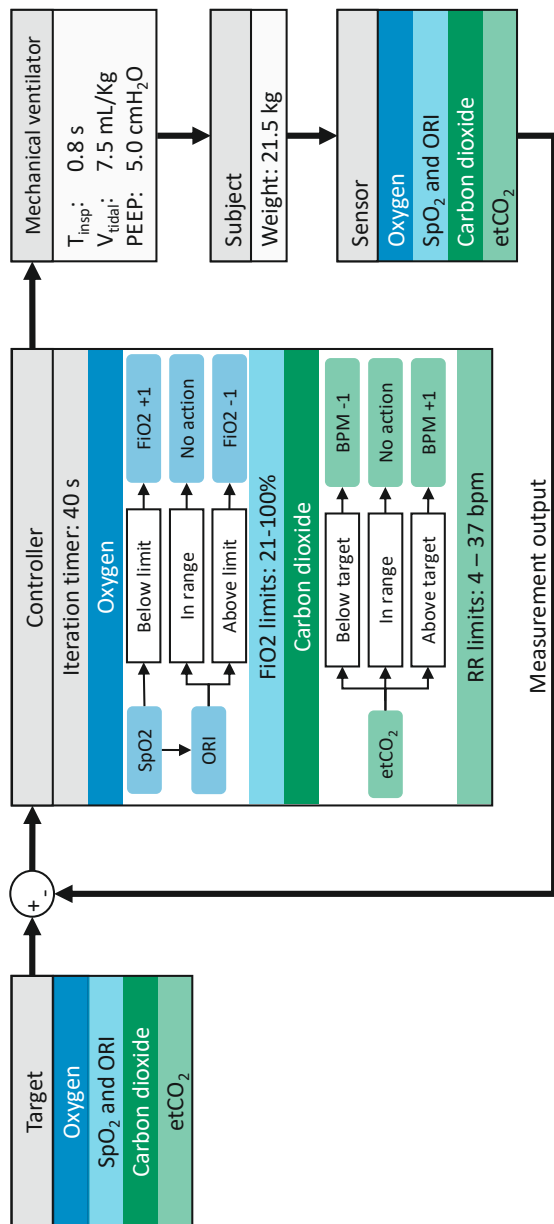 Target
Oxygen
SpO₂ and ORI
Carbon dioxide
etCO₂
+
-
Controller
Iteration timer: 40 s
Oxygen
SpO2
ORI
Below limit
In range
Above limit
FiO2 +1
No action
FiO2 -1
FiO2 limits: 21-100%
Carbon dioxide
etCO₂
Below target
In range
Above target
BPM -1
No action
BPM +1
RR limits: 4 – 37 bpm
Mechanical ventilator
Tinsp: 0.8 s
Vtidal: 7.5 mL/Kg
PEEP: 5.0 cmH₂O
Subject
Weight: 21.5 kg
Sensor
Oxygen
SpO₂ and ORI
Carbon dioxide
etCO₂
Measurement output